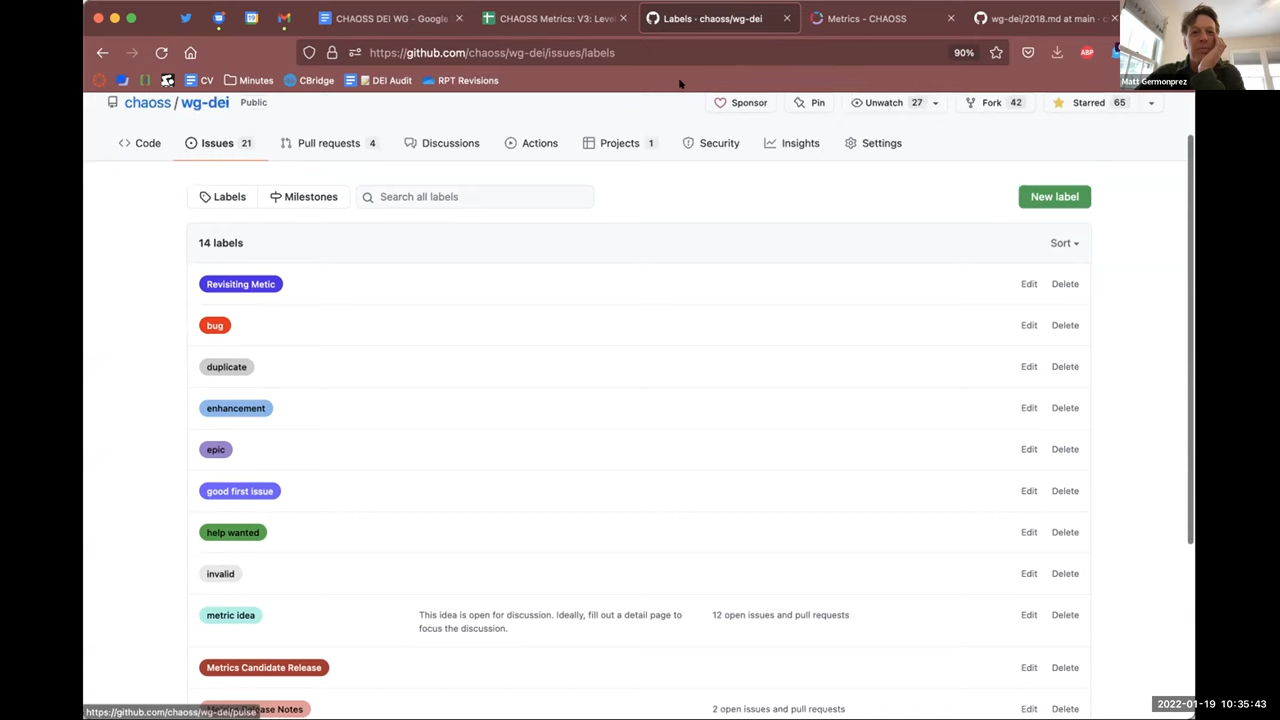 CHAOSS DEI WG - Google
CHAOSS Metrics: V3: Level
Labels · chaoss/wg-dei
Metrics - CHAOSS
wg-dei/2018.md at main · c
https://github.com/chaoss/wg-dei/issues/labels
90%
ABP
CV
Minutes
CBridge
DEI Audit
RPT Revisions
Matt Germonprez
chaoss / wg-dei Public
Sponsor
Pin
Unwatch 27
Fork 42
Starred 65
Code
Issues 21
Pull requests 4
Discussions
Actions
Projects 1
Security
Insights
Settings
Labels
Milestones
Search all labels
New label
14 labels
Sort
Revisiting Metic
Edit Delete
bug
Edit Delete
duplicate
Edit Delete
enhancement
Edit Delete
epic
Edit Delete
good first issue
Edit Delete
help wanted
Edit Delete
invalid
Edit Delete
metric idea
This idea is open for discussion. Ideally, fill out a detail page to
focus the discussion.
12 open issues and pull requests
Edit Delete
Metrics Candidate Release
Edit Delete
Release Notes
2 open issues and pull requests
Edit Delete
https://github.com/chaoss/wg-dei/pulse
2022-01-19 10:35:43